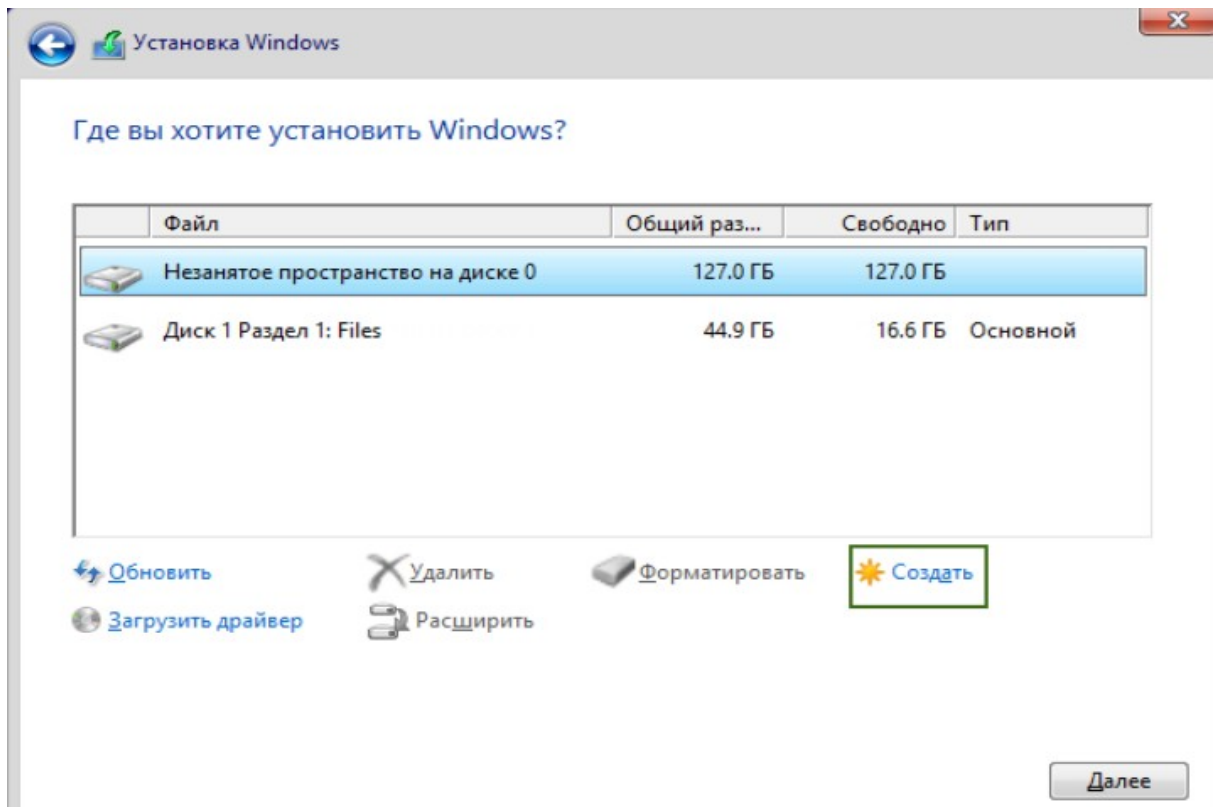 Установка Windows
Где вы хотите установить Windows?
Файл Общий раз... Свободно Тип
Незанятое пространство на диске 0 127.0 ГБ 127.0 ГБ
Диск 1 Раздел 1: Files 44.9 ГБ 16.6 ГБ Основной
Обновить Удалить Форматировать Создать
Загрузить драйвер Расширить
Далее